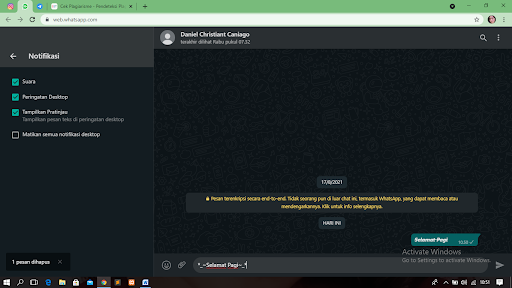 Cek Plagiarisme - Pendeteksi Pla
web.whatsapp.com
Notifikasi
Suara
Peringatan Desktop
Tampilkan Pratinjau
Tampilkan pesan teks di peringatan desktop
Matikan semua notifikasi desktop
1 pesan dihapus
Daniel Christiant Caniago
terakhir dilihat Rabu pukul 07.32
17/8/2021
Pesan terenkripsi secara end-to-end. Tidak seorang pun di luar chat ini, termasuk WhatsApp, yang dapat membaca atau
mendengarkannya. Klik untuk info selengkapnya.
HARI INI
Selamat Pagi
10.50
Activate Windows
Go to Settings to activate Windows.
*_~Selamat Pagi~_*
10:51